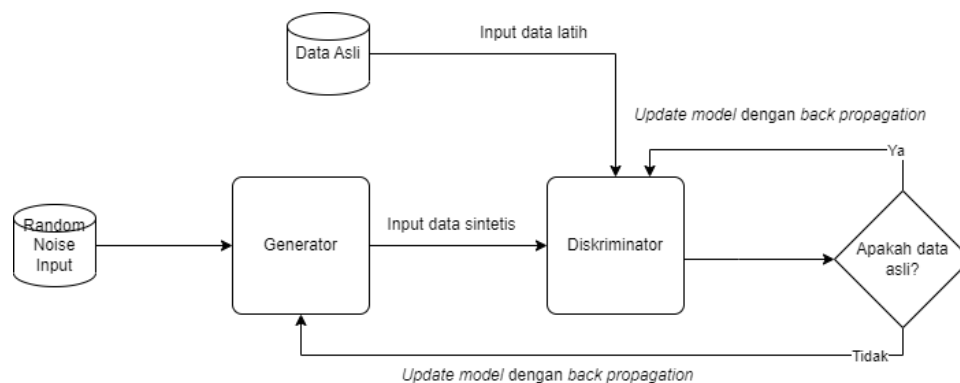 Data Asli
Input data latih
Update model dengan back propagation
Ya
Random
Noise
Input
Generator
Input data sintetis
Diskriminator
Apakah data
asli?
Tidak
Update model dengan back propagation